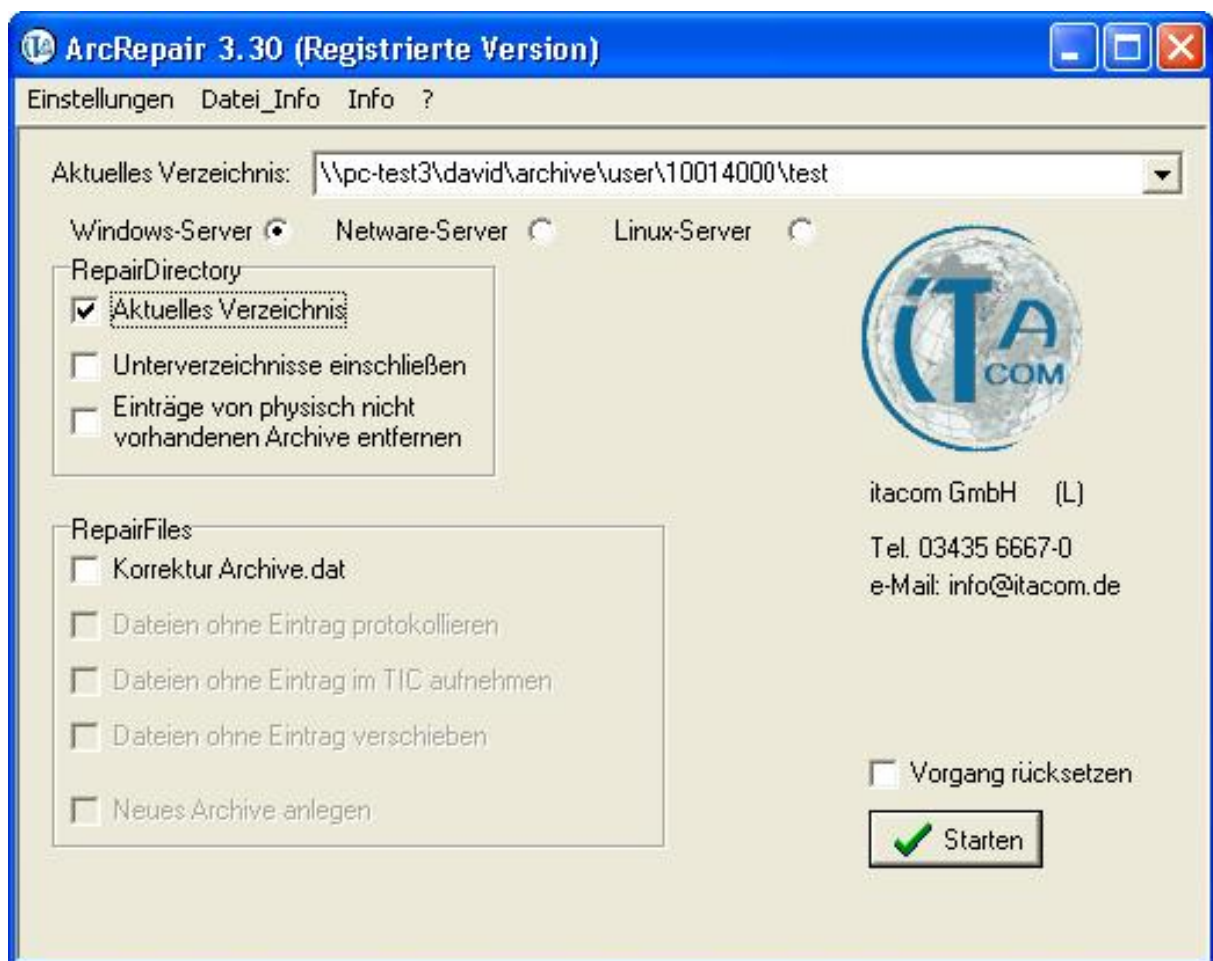 ArcRepair 3.30 (Registrierte Version)
Einstellungen Datei_Info Info ?
Aktuelles Verzeichnis: \\pc-test3\david\archive\user\10014000\test
Windows-Server Netware-Server Linux-Server
RepairDirectory
Aktuelles Verzeichnis
Unterverzeichnisse einschließen
Einträge von physisch nicht
vorhandenen Archive entfernen
iTA
COM
itacom GmbH (L)
Tel. 03435 6667-0
e-Mail: info@itacom.de
RepairFiles
Korrektur Archive.dat
Dateien ohne Eintrag protokollieren
Dateien ohne Eintrag im TIC aufnehmen
Dateien ohne Eintrag verschieben
Neues Archive anlegen
Vorgang rücksetzen
Starten